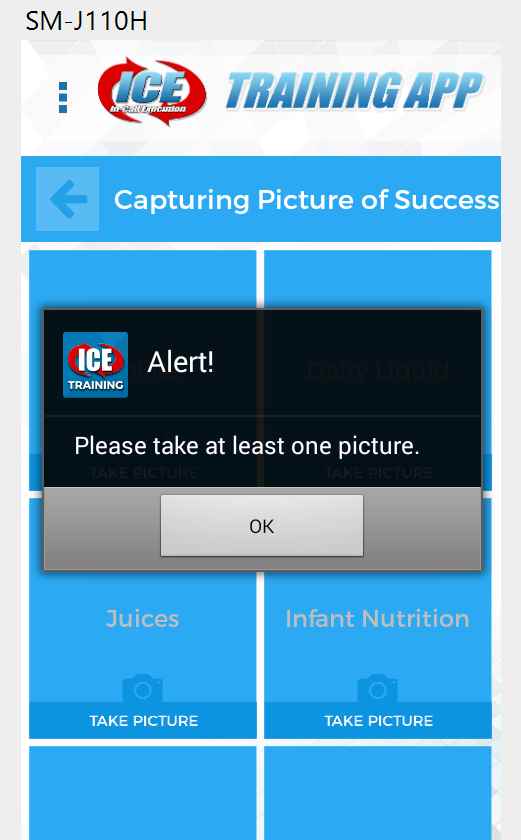 SM-J110H
ICE
In-Call Execution
TRAINING APP
Capturing Picture of Success
Dairy Liquid
ICE
TRAINING
Alert!
Please take at least one picture.
TAKE PICTURE
TAKE PICTURE
OK
Juices
Infant Nutrition
TAKE PICTURE
TAKE PICTURE